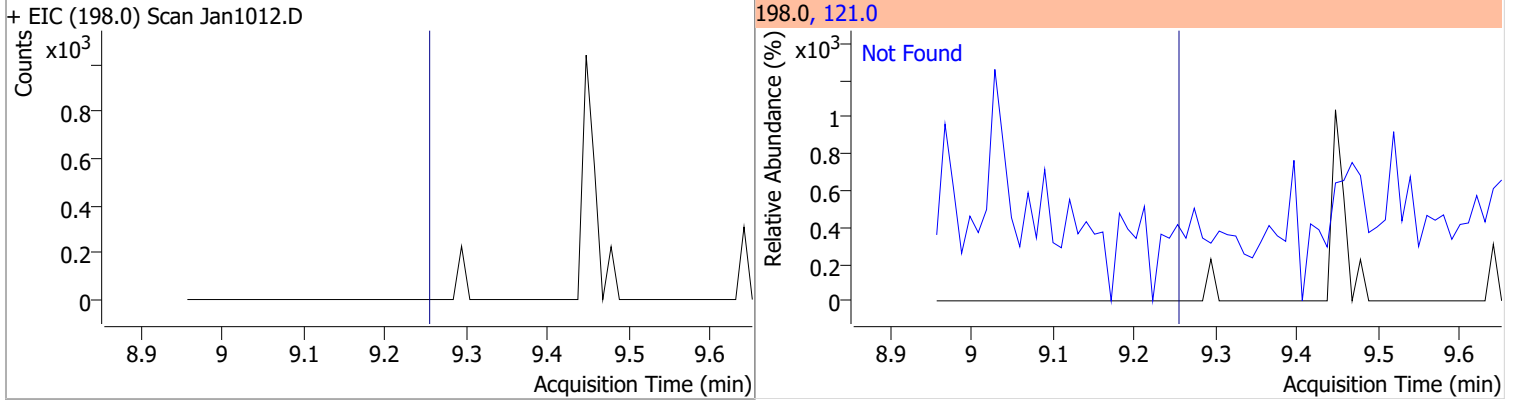 + EIC (198.0) Scan Jan1012.D
Counts
x10³
0.8
0.6
0.4
0.2
0
8.9 9 9.1 9.2 9.3 9.4 9.5 9.6
Acquisition Time (min)
198.0, 121.0
Relative Abundance (%)
x10³
Not Found
1
0.8
0.6
0.4
0.2
0
8.9 9 9.1 9.2 9.3 9.4 9.5 9.6
Acquisition Time (min)